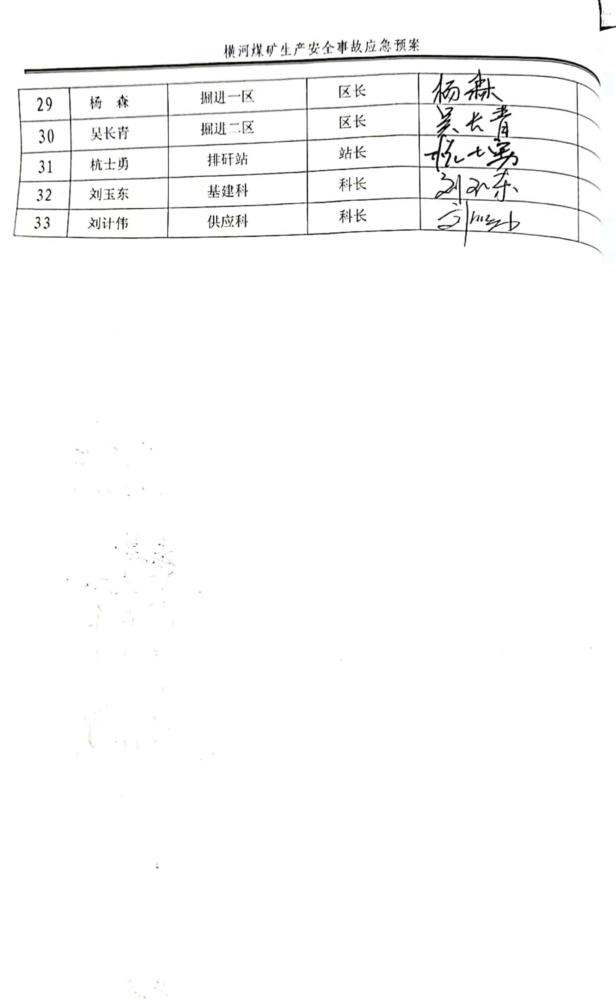 横河煤矿生产安全事故应急预案
29 杨 森 掘进一区 区长 杨森
30 吴长青 掘进二区 区长 吴长青
31 杭士勇 排矸站 站长 杭士勇
32 刘玉东 基建科 科长 刘玉东
33 刘计伟 供应科 科长 刘计伟